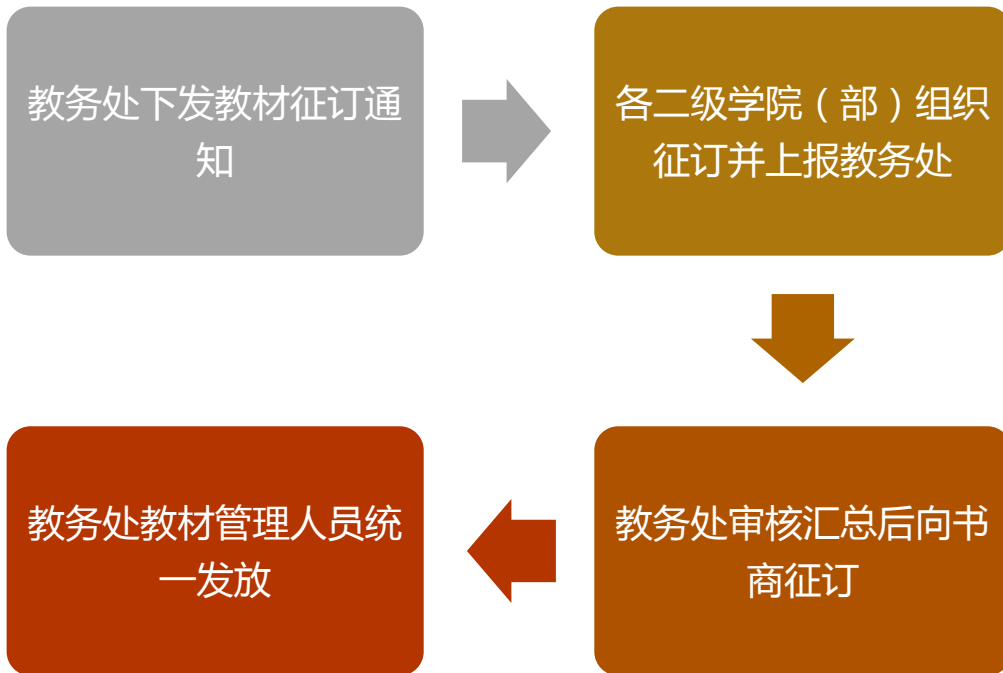 教务处下发教材征订通
知
各二级学院（部）组织
征订并上报教务处
教务处审核汇总后向书
商征订
教务处教材管理人员统
一发放